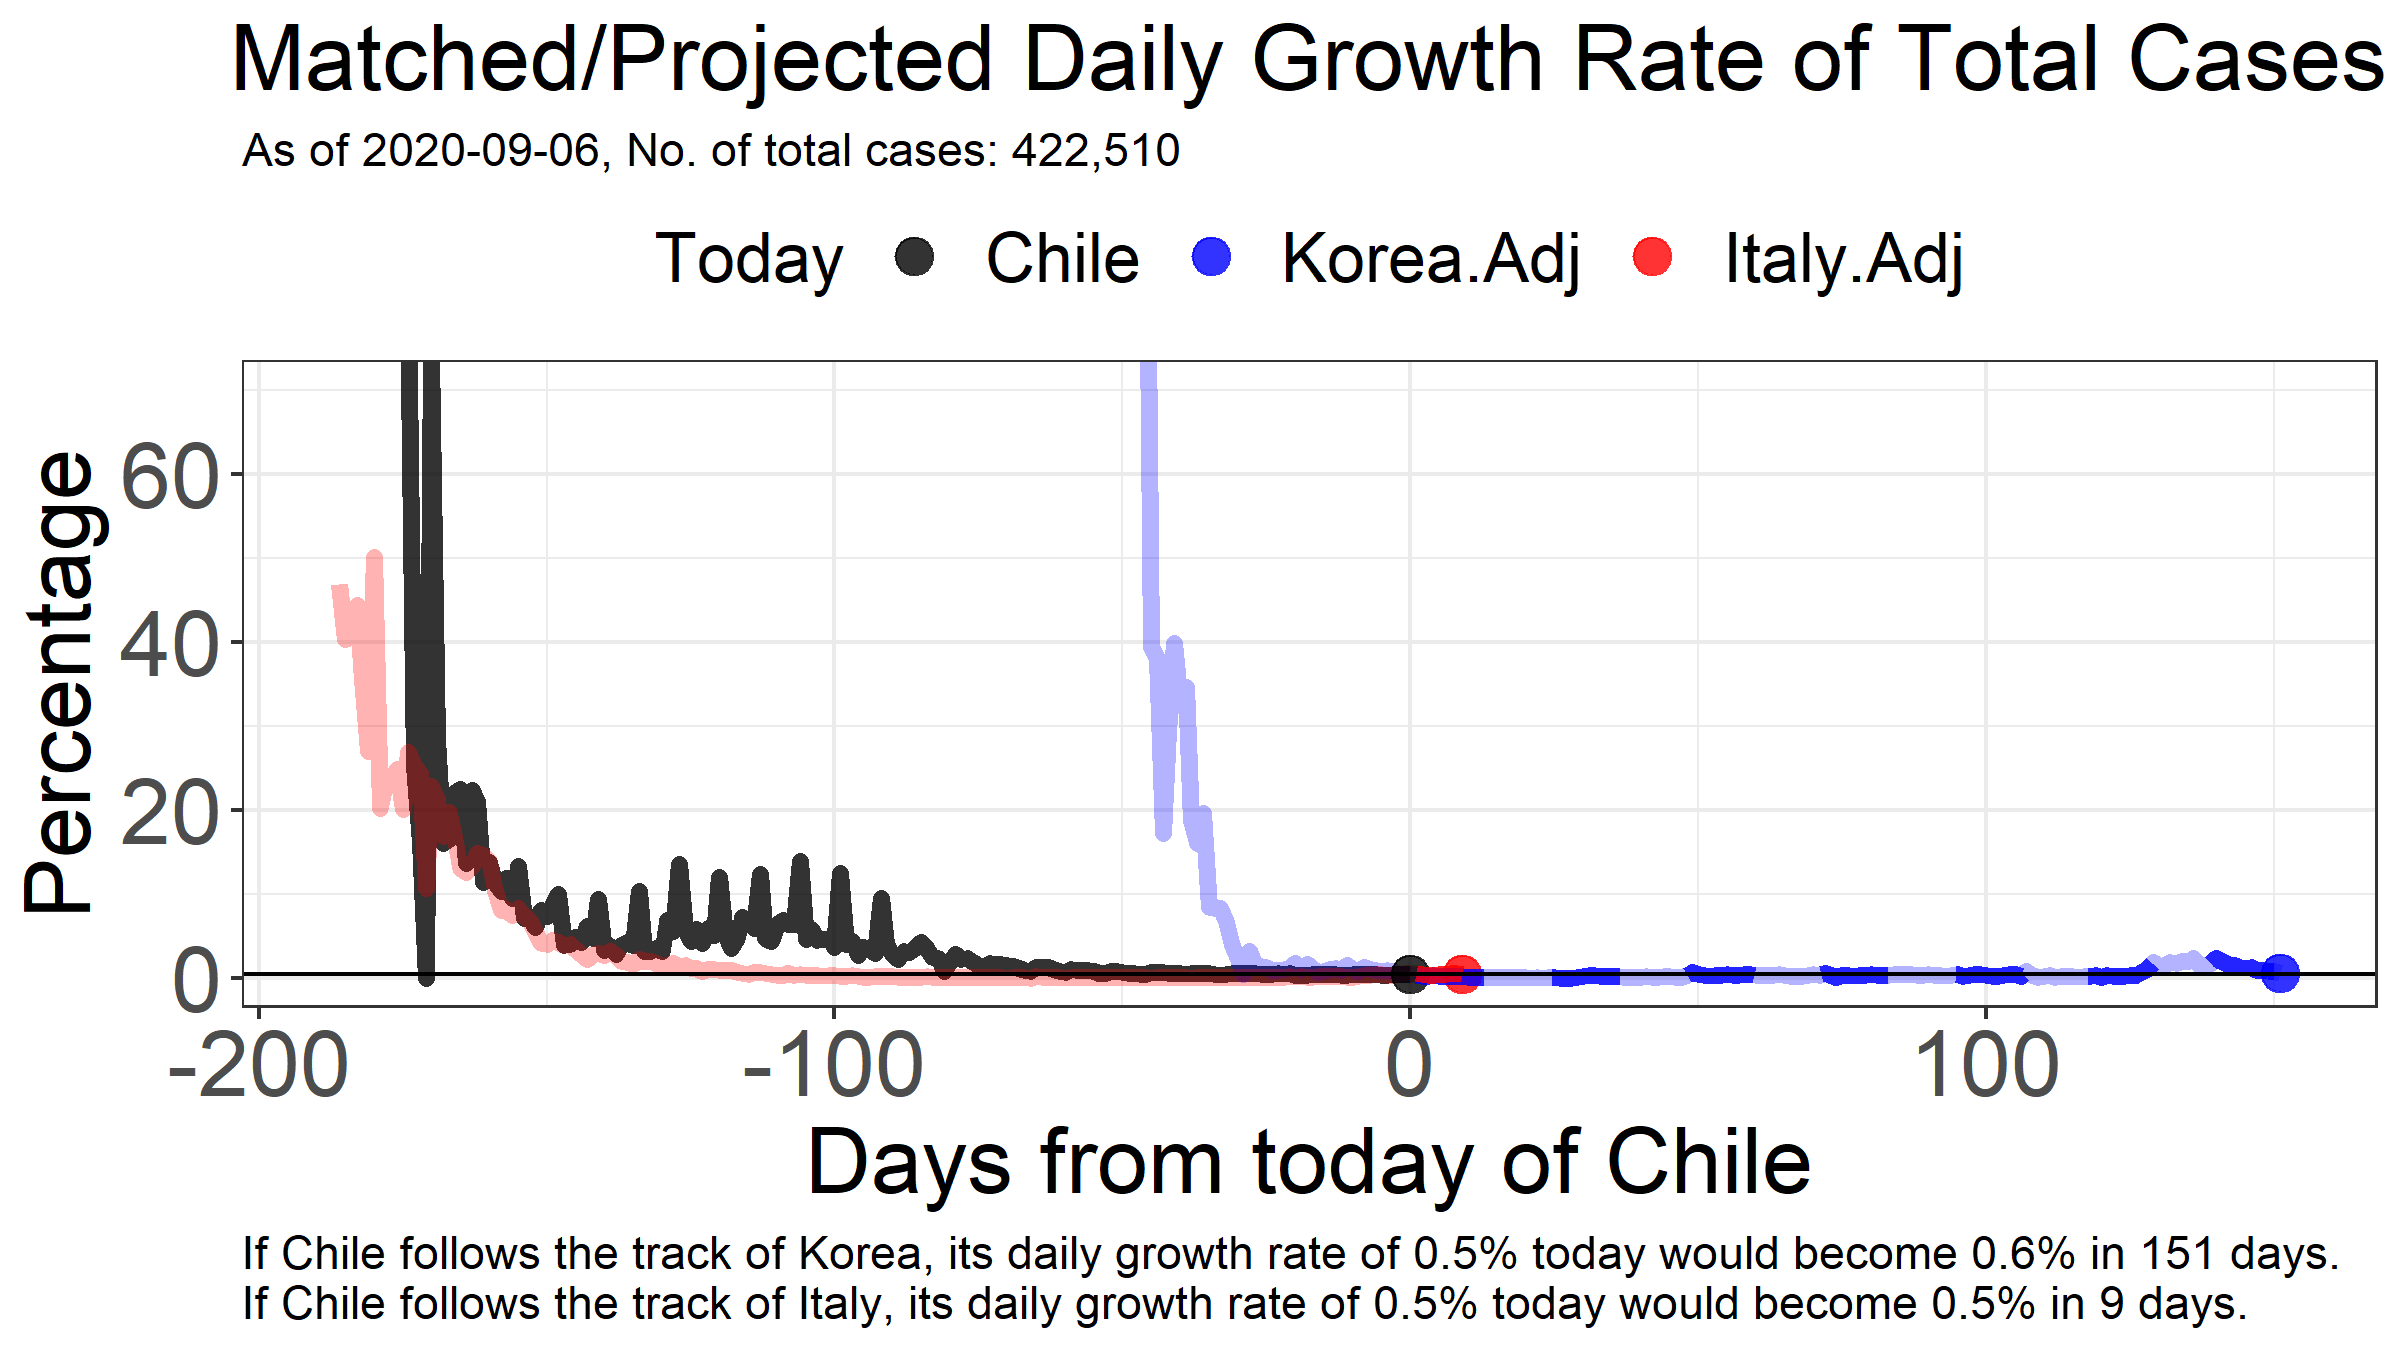 Matched/Projected Daily Growth Rate of Total Cases
As of 2020-09-06, No. of total cases: 422,510
Today Chile Korea.Adj Italy.Adj
Percentage
60
40
20
0
-200 -100 0 100
Days from today of Chile
If Chile follows the track of Korea, its daily growth rate of 0.5% today would become 0.6% in 151 days.
If Chile follows the track of Italy, its daily growth rate of 0.5% today would become 0.5% in 9 days.